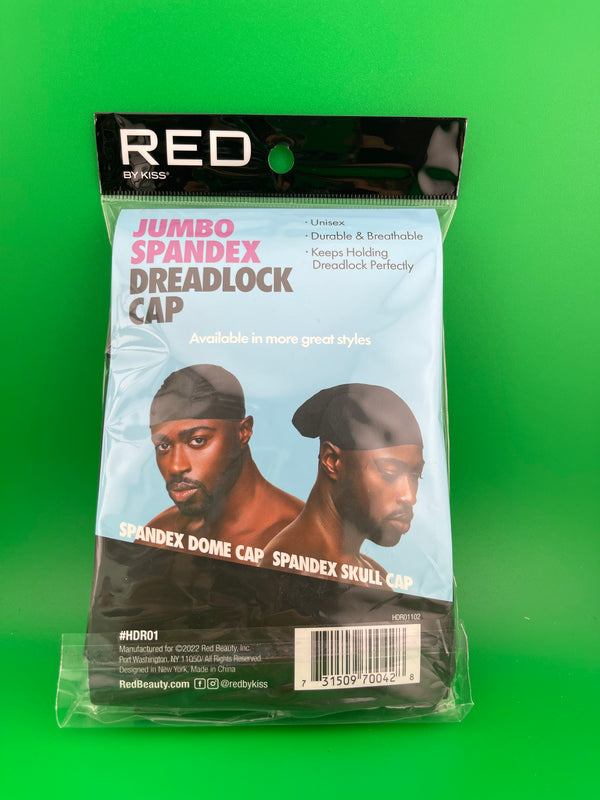 RED
BY KISS®
JUMBO
SPANDEX
DREADLOCK
CAP
· Unisex
· Durable & Breathable
· Keeps Holding
Dreadlock Perfectly
Available in more great styles
SPANDEX DOME CAP
SPANDEX SKULL CAP
HDR01102
#HDR01
Manufactured for ©2022 Red Beauty, Inc.
Port Washington, NY 11050/ All Rights Reserved.
Designed in New York, Made in China
RedBeauty.com @redbykiss
7 31509 70042 8